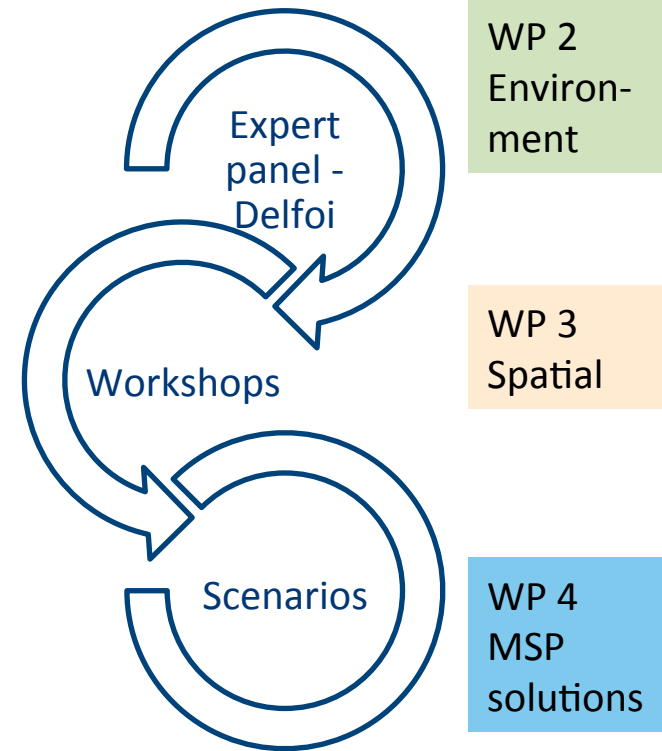 Expert
panel -
Delfoi
WP 2
Environ-
ment
Workshops
WP 3
Spatial
Scenarios
WP 4
MSP
solutions